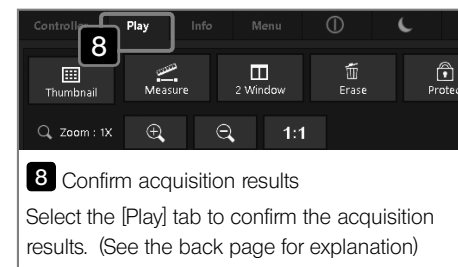 Controller Play Info Menu
8
Thumbnail Measure 2 Window Erase
Zoom : 1X 1:1
8 Confirm acquisition results
Select the [Play] tab to confirm the acquisition
results. (See the back page for explanation)